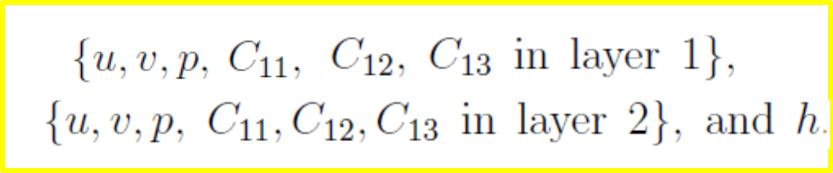 {u, v, p, C₁₁, C₁₂, C₁₃ in layer 1},
{u, v, p, C₁₁, C₁₂, C₁₃ in layer 2}, and h.